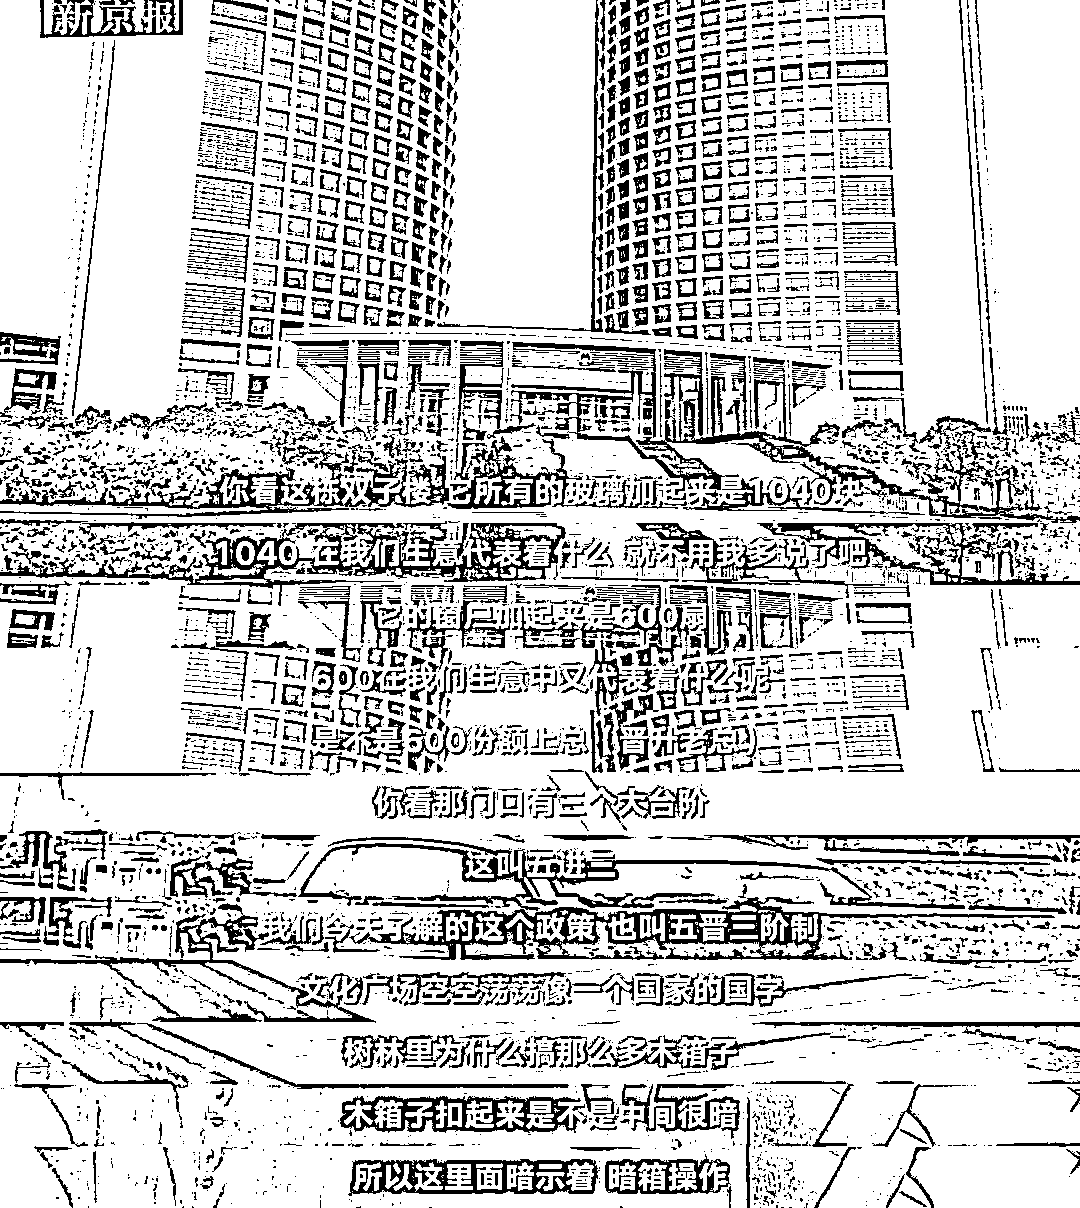 新京报
你看这栋双子楼 它所有的玻璃加起来是1040块
1040 在我们生意代表着什么 就不用我多说了吧
它的窗户加起来是600扇
600在我们生意中又代表着什么呢
是不是600份额上总（晋升老总）
你看那门口有三个大台阶
这叫五进三
我们今天了解的这个政策 也叫五晋三阶制
文化广场空空荡荡像一个国家的国字
树林里为什么搞那么多木箱子
木箱子扣起来是不是中间很暗
所以这里面暗示着 暗箱操作